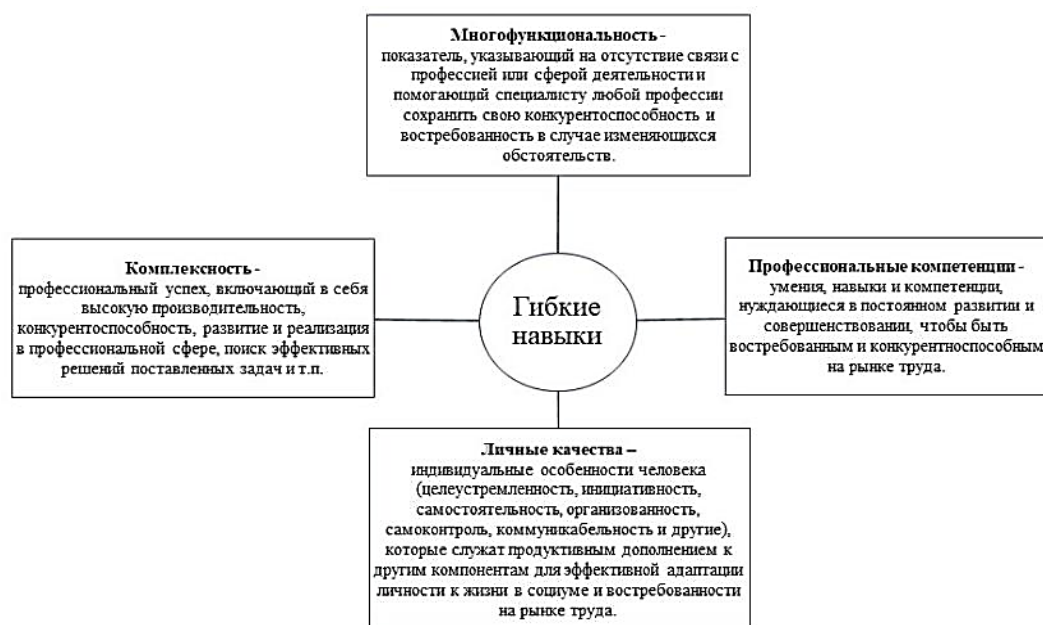 Многофункциональность -
показатель, указывающий на отсутствие связи с
профессией или сферой деятельности и
помогающий специалисту любой профессии
сохранить свою конкурентоспособность и
востребованность в случае изменяющихся
обстоятельств.
Комплексность -
профессиональный успех, включающий в себя
высокую производительность,
конкурентоспособность, развитие и реализация
в профессиональной сфере, поиск эффективных
решений поставленных задач и т.п.
Гибкие
навыки
Профессиональные компетенции -
умения, навыки и компетенции,
нуждающиеся в постоянном развитии и
совершенствовании, чтобы быть
востребованным и конкурентноспособным
на рынке труда.
Личные качества –
индивидуальные особенности человека
(целеустремленность, инициативность,
самостоятельность, организованность,
самоконтроль, коммуникабельность и другие),
которые служат продуктивным дополнением к
другим компонентам для эффективной адаптации
личности к жизни в социуме и востребованности
на рынке труда.